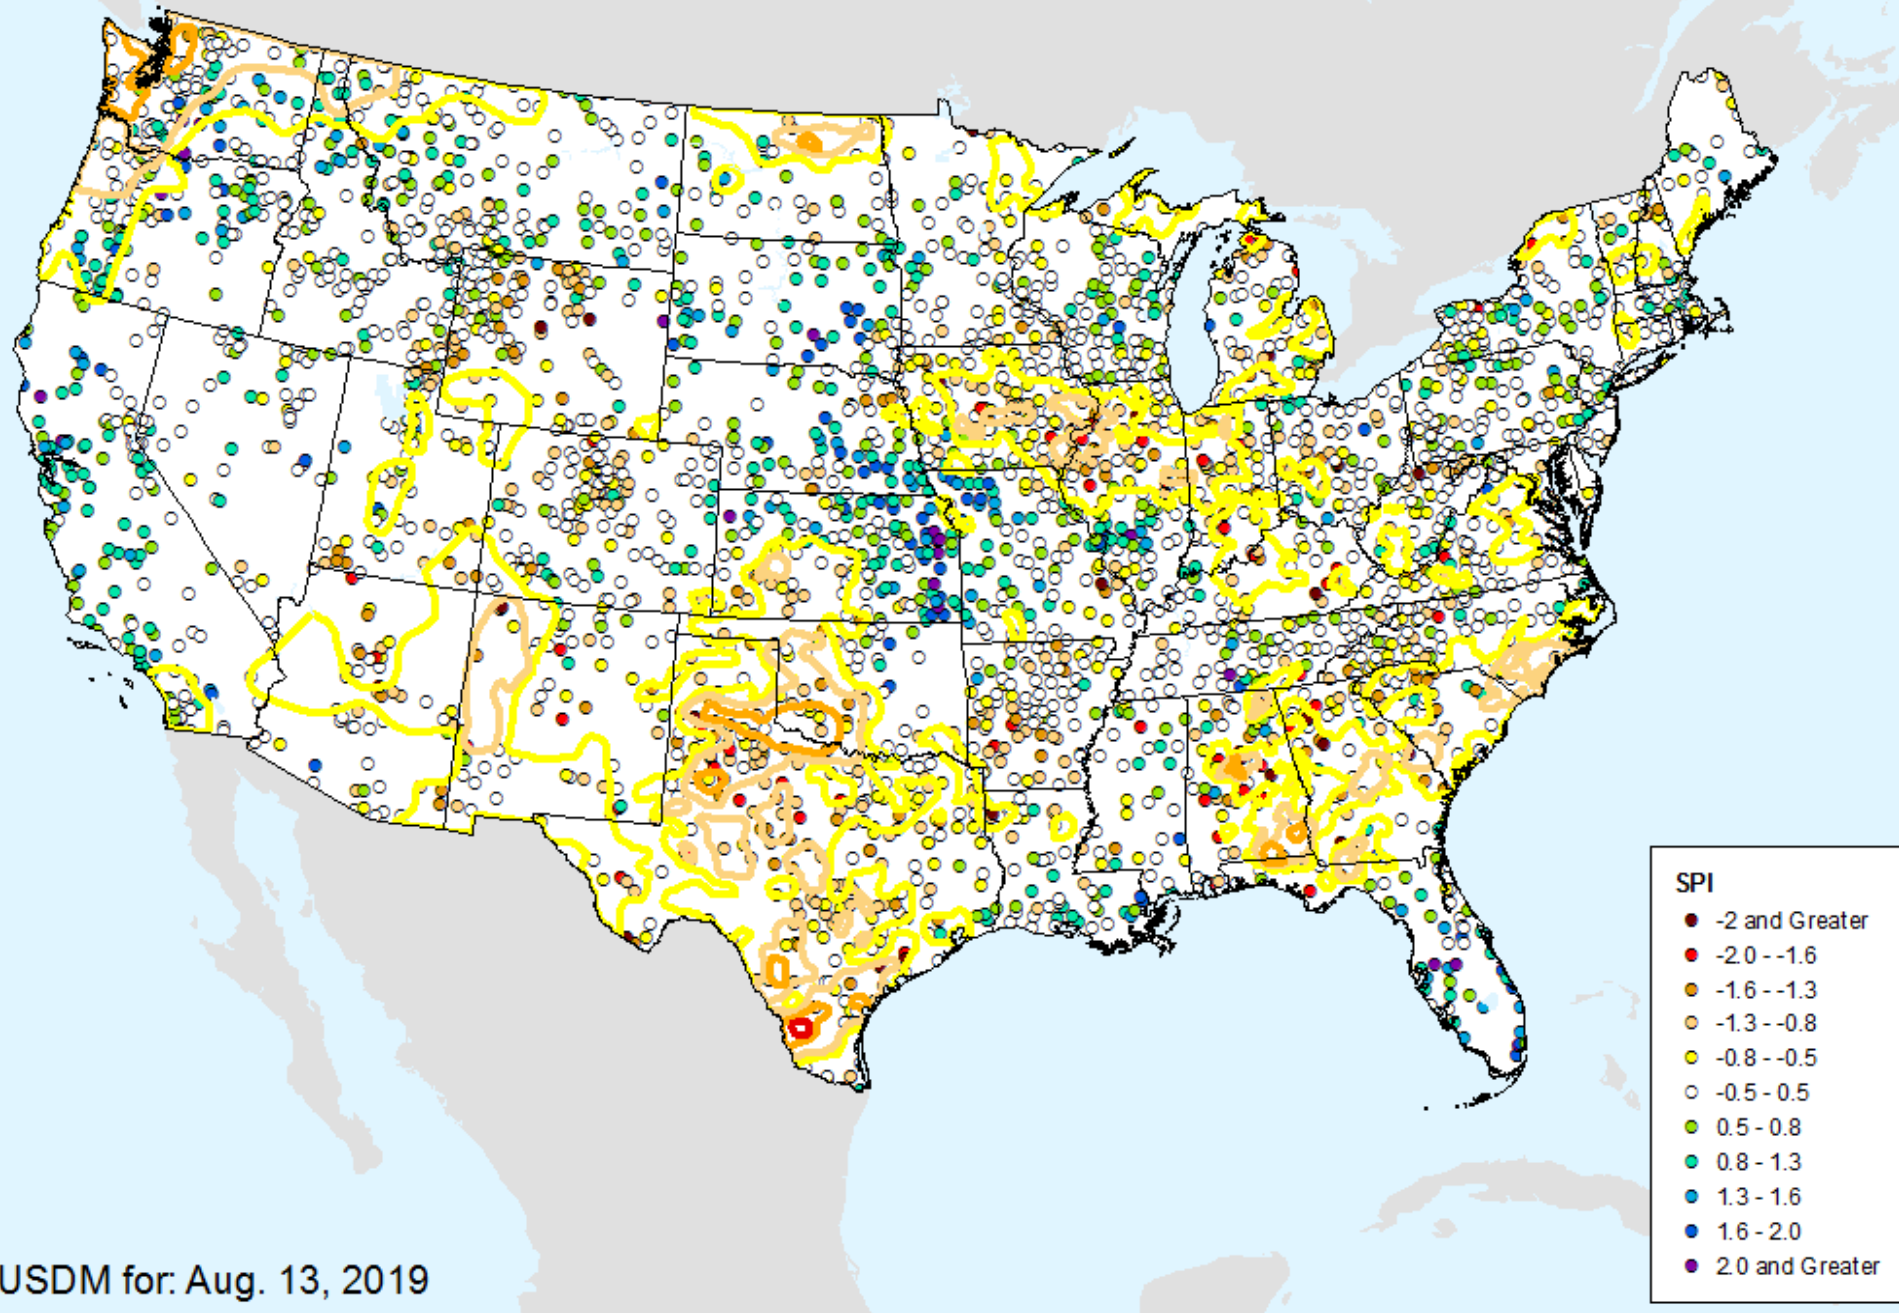 SPI
-2 and Greater
-2.0 - -1.6
-1.6 - -1.3
-1.3 - -0.8
-0.8 - -0.5
-0.5 - 0.5
0.5 - 0.8
0.8 - 1.3
1.3 - 1.6
1.6 - 2.0
2.0 and Greater
USDM for: Aug. 13, 2019